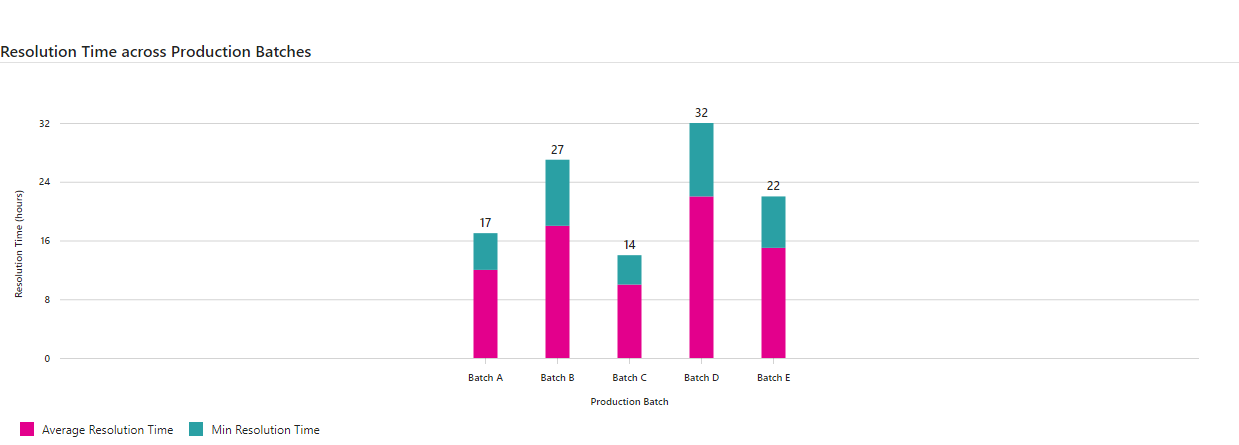 Resolution Time across Production Batches
32
24
16
8
0
Resolution Time (hours)
17
27
14
32
22
Batch A
Batch B
Batch C
Batch D
Batch E
Production Batch
Average Resolution Time
Min Resolution Time